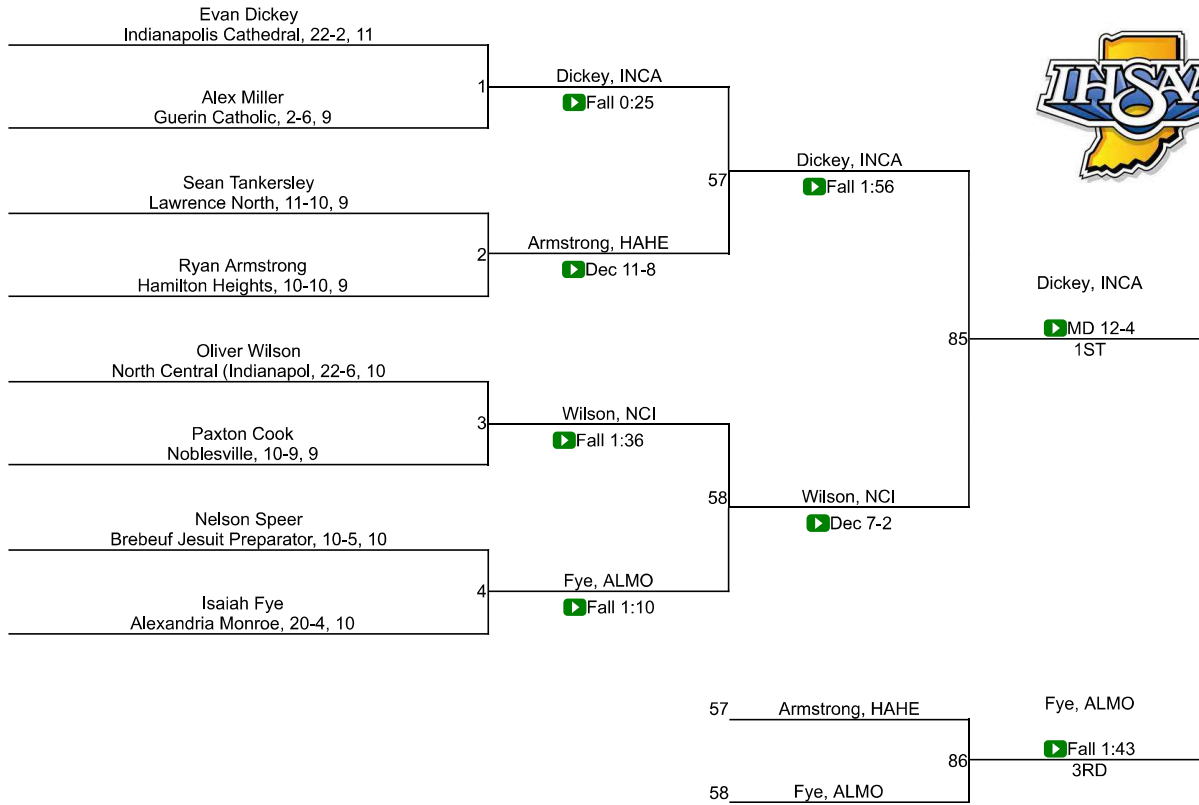 Evan Dickey
Indianapolis Cathedral, 22-2, 11
Alex Miller
Guerin Catholic, 2-6, 9
Sean Tankersley
Lawrence North, 11-10, 9
Ryan Armstrong
Hamilton Heights, 10-10, 9
Oliver Wilson
North Central (Indianapol, 22-6, 10
Paxton Cook
Noblesville, 10-9, 9
Nelson Speer
Brebeuf Jesuit Preparator, 10-5, 10
Isaiah Fye
Alexandria Monroe, 20-4, 10
1
Dickey, INCA
Fall 0:25
2
Armstrong, HAHE
Dec 11-8
3
Wilson, NCI
Fall 1:36
4
Fye, ALMO
Fall 1:10
57
Dickey, INCA
Fall 1:56
58
Wilson, NCI
Dec 7-2
85
Dickey, INCA
MD 12-4
1ST
57
Armstrong, HAHE
58
Fye, ALMO
86
Fye, ALMO
Fall 1:43
3RD
IHSAA